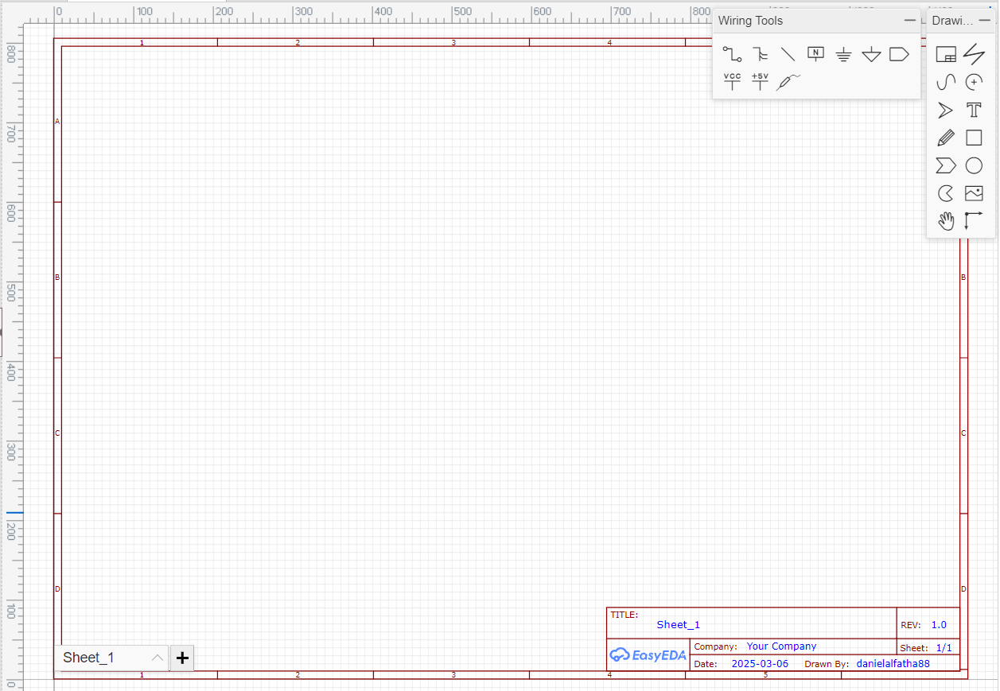 0 100 200 300 400 500 600 700 800
Wiring Tools
Drawi...
N
VCC +5V
T
1 2 3 4
800
700
600
500
400
300
200
100
0
A
B B
C C
D D
TITLE:
Sheet_1
REV: 1.0
EasyEDA
Company: Your Company
Sheet: 1/1
Date: 2025-03-06 Drawn By: danielalfatha88
Sheet_1
1 2 3 4 5